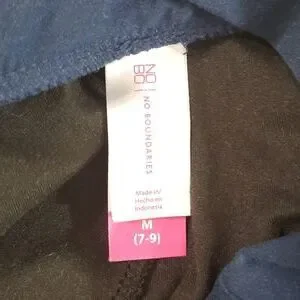 NO
BO
NO BOUNDARIES
Made in/
Hecho en
Indonesia
M
(7-9)